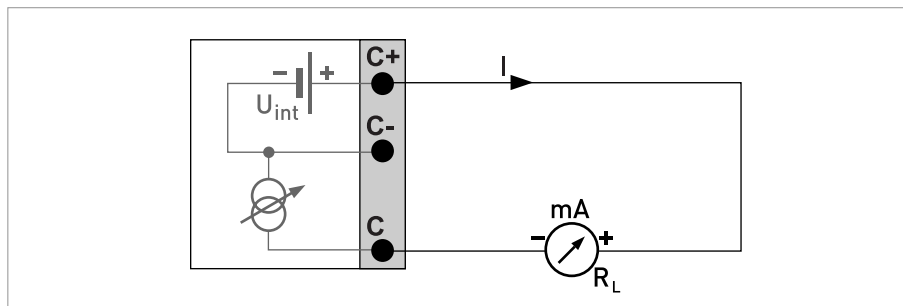 C+
I
- +
U int
C-
C
mA
- +
R L